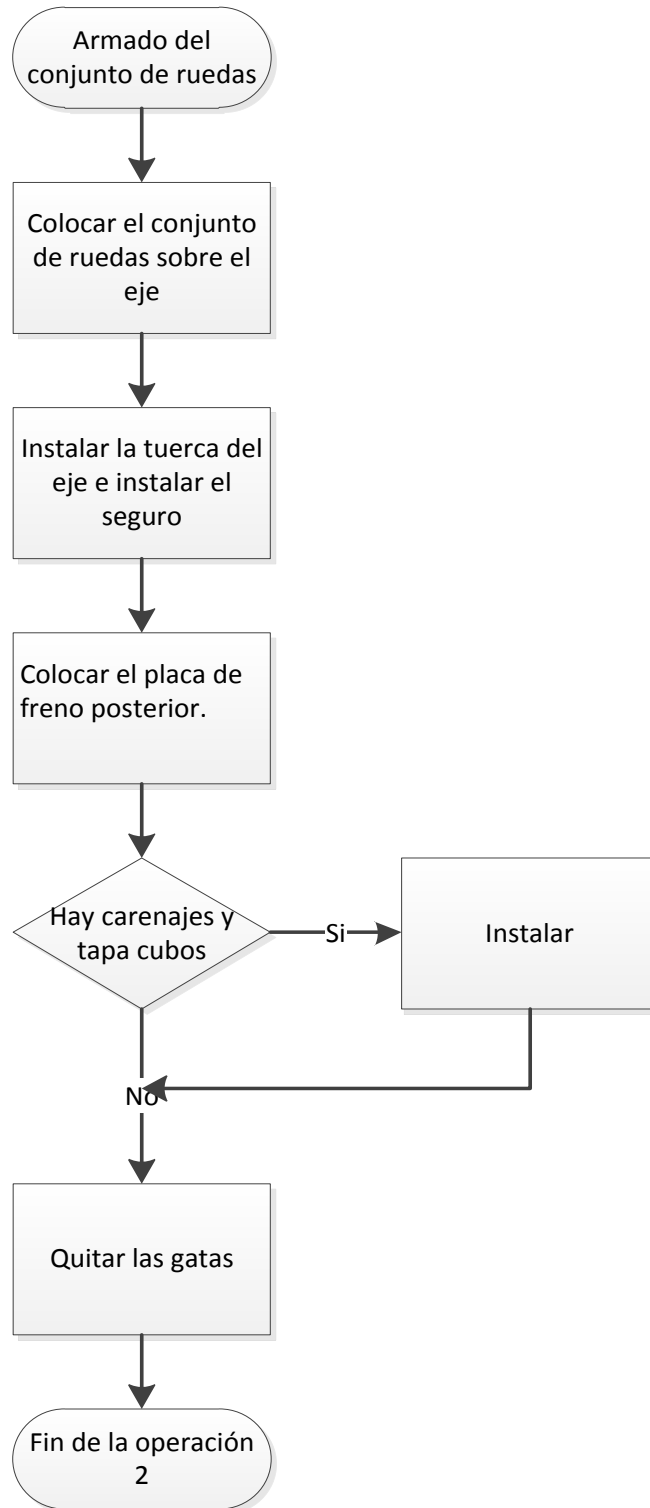 Armado del
conjunto de ruedas
Colocar el conjunto
de ruedas sobre el
eje
Instalar la tuerca del
eje e instalar el
seguro
Colocar el placa de
freno posterior.
Hay carenajes y
tapa cubos
Si
Instalar
No
Quitar las gatas
Fin de la operación
2